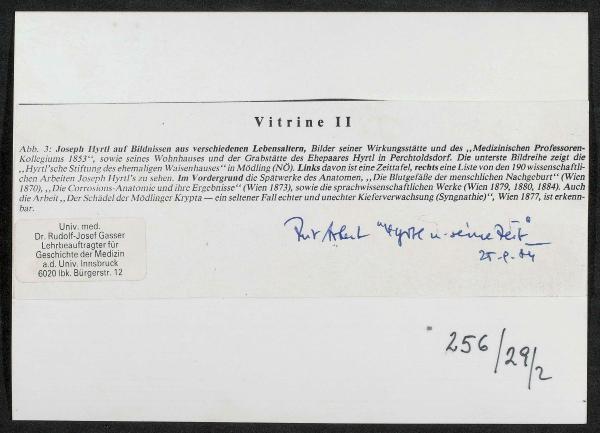 Vitrine II
Abb. 3: Joseph Hyrtl auf Bildnissen aus verschiedenen Lebensaltern, Bilder seiner Wirkungsstätte und des „Medizinischen Professoren-
Kollegiums 1853“, sowie seines Wohnhauses und der Grabstätte des Ehepaares Hyrtl in Perchtoldsdorf. Die unterste Bildreihe zeigt die
„Hyrtl'sche Stiftung des ehemaligen Waisenhauses“ in Mödling (NÖ). Links davon ist eine Zeittafel, rechts eine Liste von den 190 wissenschaftli-
chen Arbeiten Joseph Hyrtl's zu sehen. Im Vordergrund die Spätwerke des Anatomen, „Die Blutgefäße der menschlichen Nachgeburt“ (Wien
1870), „Die Corrosions-Anatomie und ihre Ergebnisse“ (Wien 1873), sowie die sprachwissenschaftlichen Werke (Wien 1879, 1880, 1884). Auch
die Arbeit „Der Schädel der Mödlinger Krypta — ein seltener Fall echter und unechter Kieferverwachung (Syngnathie)“, Wien 1877, ist erkenn-
bar.
Univ. med.
Dr. Rudolf-Josef Gasser
Lehrbeauftragter für
Geschichte der Medizin
a.d. Univ. Innsbruck
6020 Ibk. Bürgerstr. 12
"Hyrtl u. seine Zeit"
256/29/2